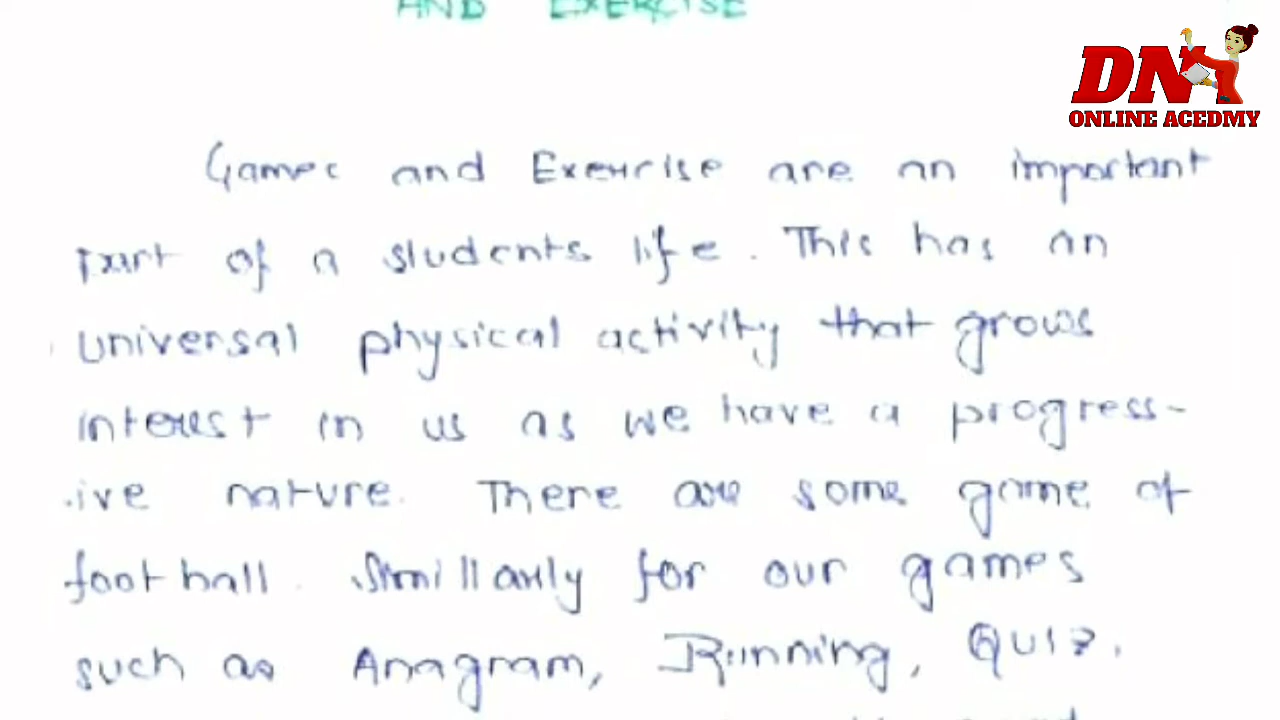 AND EXERCISE
DNA
ONLINE ACEDMY
Games and Exercise are an important
part of a students life. This has an
universal physical activity that grows
interest in us as we have a progress-
-ive nature. There are some game of
foot ball. Simillarly for our games
such as Anagram, Running, Quiz,